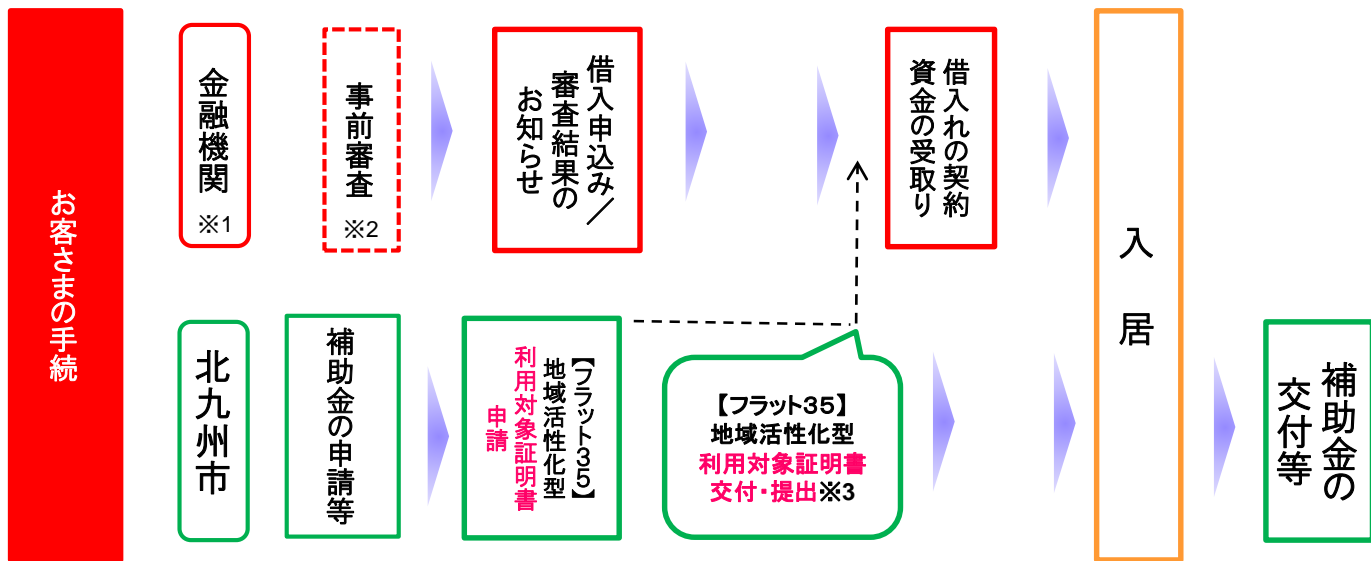 お客さまの手続
金融機関
※1
事前審査
※2
借入申込み／
審査結果の
お知らせ
借入れの契約
資金の受取り
入居
北九州市
補助金の申請等
【フラット35】
地域活性化型
利用対象証明書
申請
【フラット35】
地域活性化型
利用対象証明書
交付・提出※3
補助金の
交付等